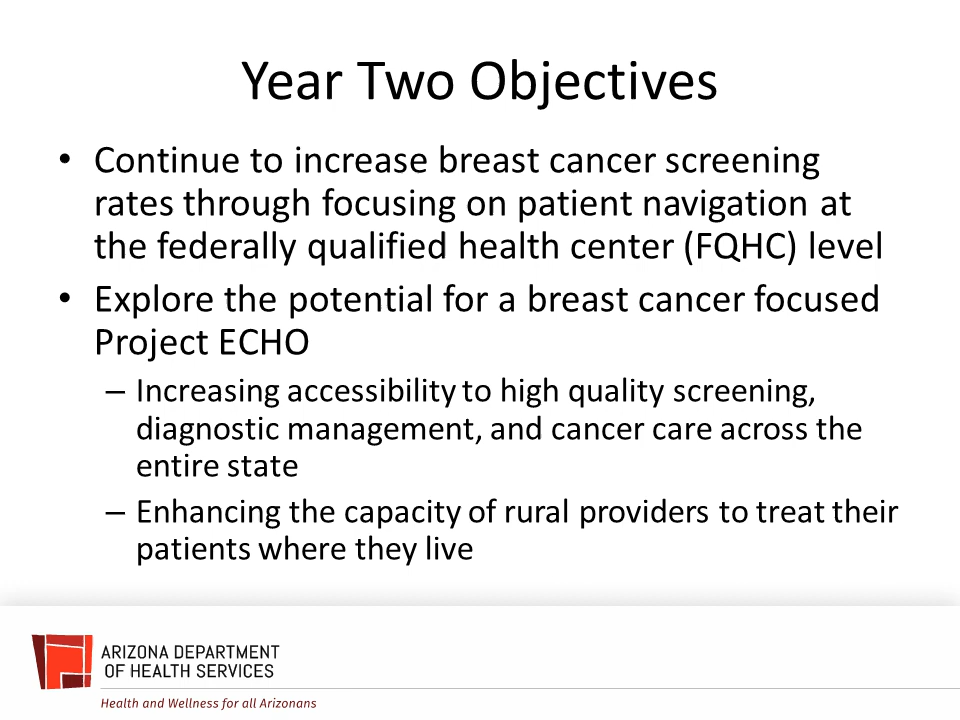 Year Two Objectives
• Continue to increase breast cancer screening
rates through focusing on patient navigation at
the federally qualified health center (FQHC) level
• Explore the potential for a breast cancer focused
Project ECHO
– Increasing accessibility to high quality screening,
diagnostic management, and cancer care across the
entire state
– Enhancing the capacity of rural providers to treat their
patients where they live
ARIZONA DEPARTMENT
OF HEALTH SERVICES
Health and Wellness for all Arizonans